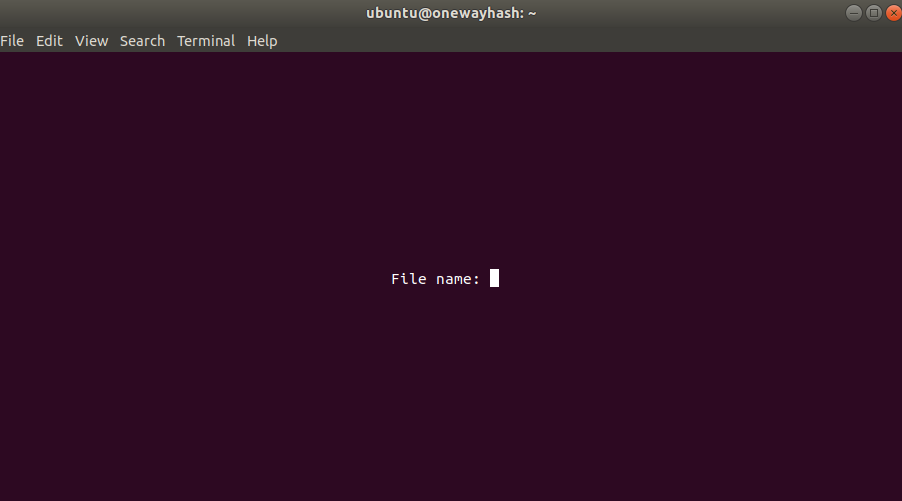 ubuntu@onewayhash: ~
File Edit View Search Terminal Help
File name: